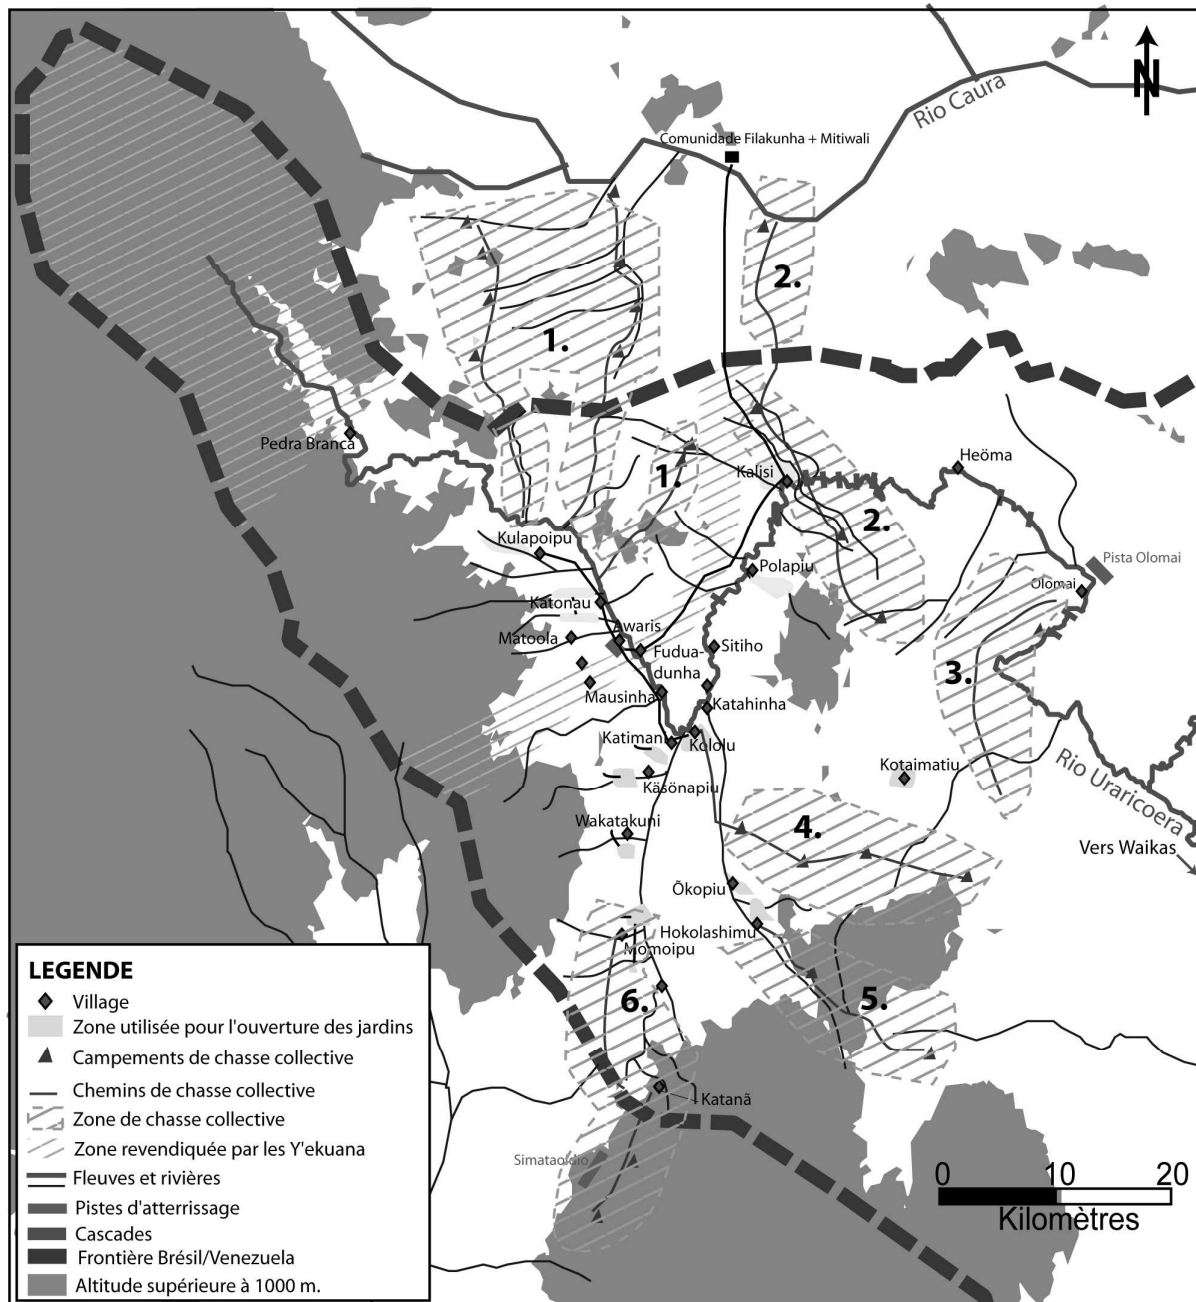 N
Rio Caura
Comunidade Filakunha + Mitiwali
2.
1.
Pedra Branca
1.
Kalisi
Heöma
2.
Kulapoipu
Polapiu
Pista Olomai
Olomai
Katonau
Awaris
Matoola
Fudua-
dunha
Sitiho
3.
Mausinha
Katahinha
Katimani
Kololu
Käsönapiu
Kotaimatiu
Rio Uraricoera
Wakatakuni
4.
Vers Waikas
Õkopiu
Hokolashimu
Momoipu
6.
5.
Katanã
LEGENDE
Village
Zone utilisée pour l'ouverture des jardins
Campements de chasse collective
Chemins de chasse collective
Zone de chasse collective
Zone revendiquée par les Y'ekuana
Fleuves et rivières
Pistes d'atterrissage
Cascades
Frontière Brésil/Venezuela
Altitude supérieure à 1000 m.
0 10 20
Kilomètres